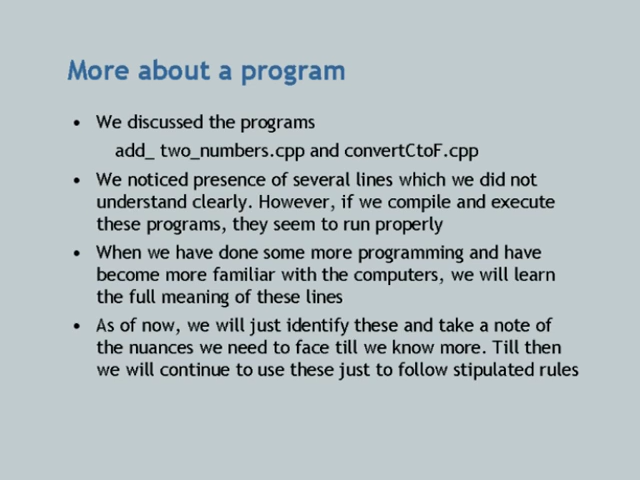 More about a program
• We discussed the programs
add_ two_numbers.cpp and convertCtoF.cpp
• We noticed presence of several lines which we did not
understand clearly. However, if we compile and execute
these programs, they seem to run properly
• When we have done some more programming and have
become more familiar with the computers, we will learn
the full meaning of these lines
• As of now, we will just identify these and take a note of
the nuances we need to face till we know more. Till then
we will continue to use these just to follow stipulated rules